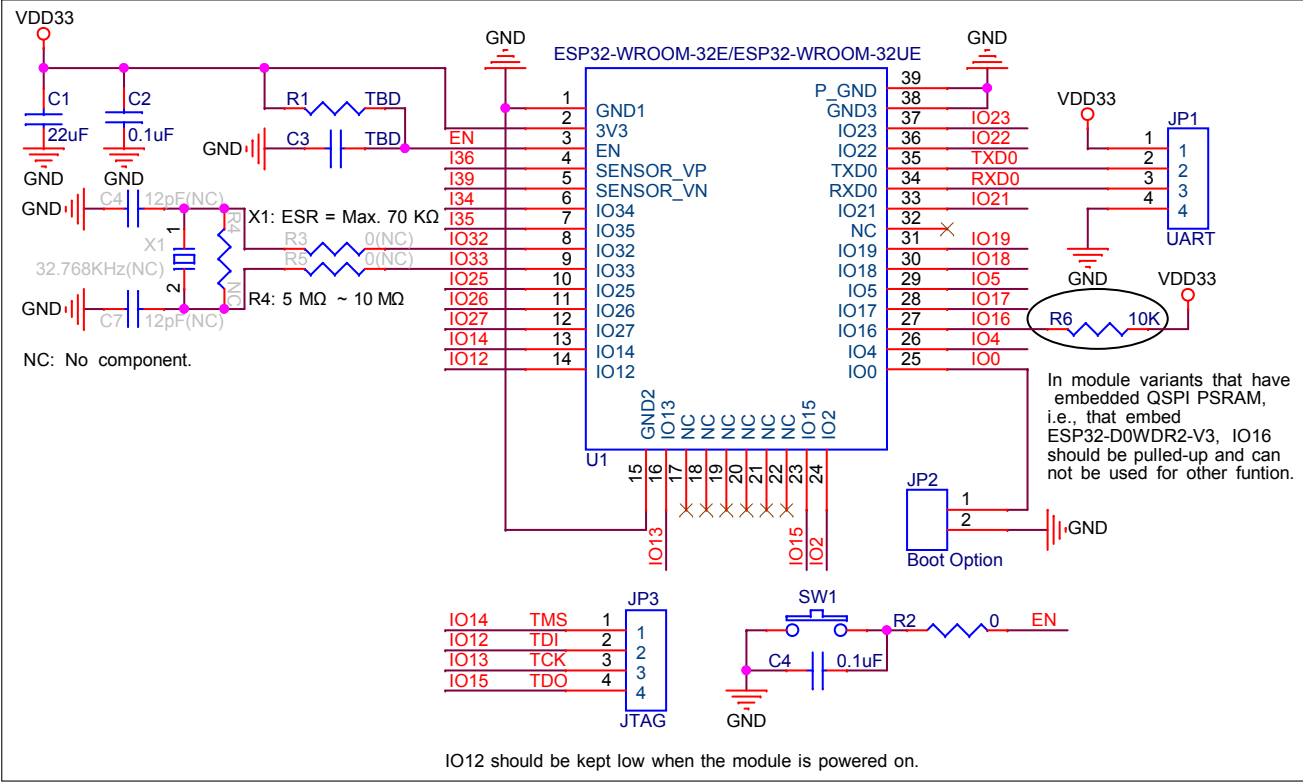 VDD33
GND
ESP32-WROOM-32E/ESP32-WROOM-32UE
GND
C1
22uF
GND
C2
0.1uF
GND
R1 TBD
GND C3 TBD
EN
I36
I39
I34
I35
IO32
IO33
IO25
IO26
IO27
IO14
IO12
1 GND1
2 3V3
3 EN
4 SENSOR_VP
5 SENSOR_VN
6 IO34
7 IO35
8 IO32
9 IO33
10 IO25
11 IO26
12 IO27
13 IO14
14 IO12
P_GND 39
GND3 38
IO23 37 IO23
IO22 36 IO22
TXD0 35 TXD0
RXD0 34 RXD0
IO21 33 IO21
NC 32
IO19 31 IO19
IO18 30 IO18
IO5 29 IO5
IO17 28 IO17
IO16 27 IO16
IO4 26 IO4
IO0 25 IO0
VDD33
JP1
1 1
2 2
3 3
4 4
UART
GND
VDD33
R6 10K
GND C4 12pF(NC)
X1
1
2
32.768KHz(NC)
R4
NC
GND C7 12pF(NC)
X1: ESR = Max. 70 KΩ
R3 0(NC)
R5 0(NC)
R4: 5 MΩ ~ 10 MΩ
NC: No component.
In module variants that have
embedded QSPI PSRAM,
i.e., that embed
ESP32-D0WDR2-V3, IO16
should be pulled-up and can
not be used for other funtion.
GND2
IO13
NC
NC
NC
NC
NC
NC
IO15
IO2
U1
15
16
17
18
19
20
21
22
23
24
IO13
IO15
IO2
JP2
1
2
GND
Boot Option
JP3
IO14 TMS 1 1
IO12 TDI 2 2
IO13 TCK 3 3
IO15 TDO 4 4
JTAG
SW1
R2 0 EN
C4 0.1uF
GND
IO12 should be kept low when the module is powered on.